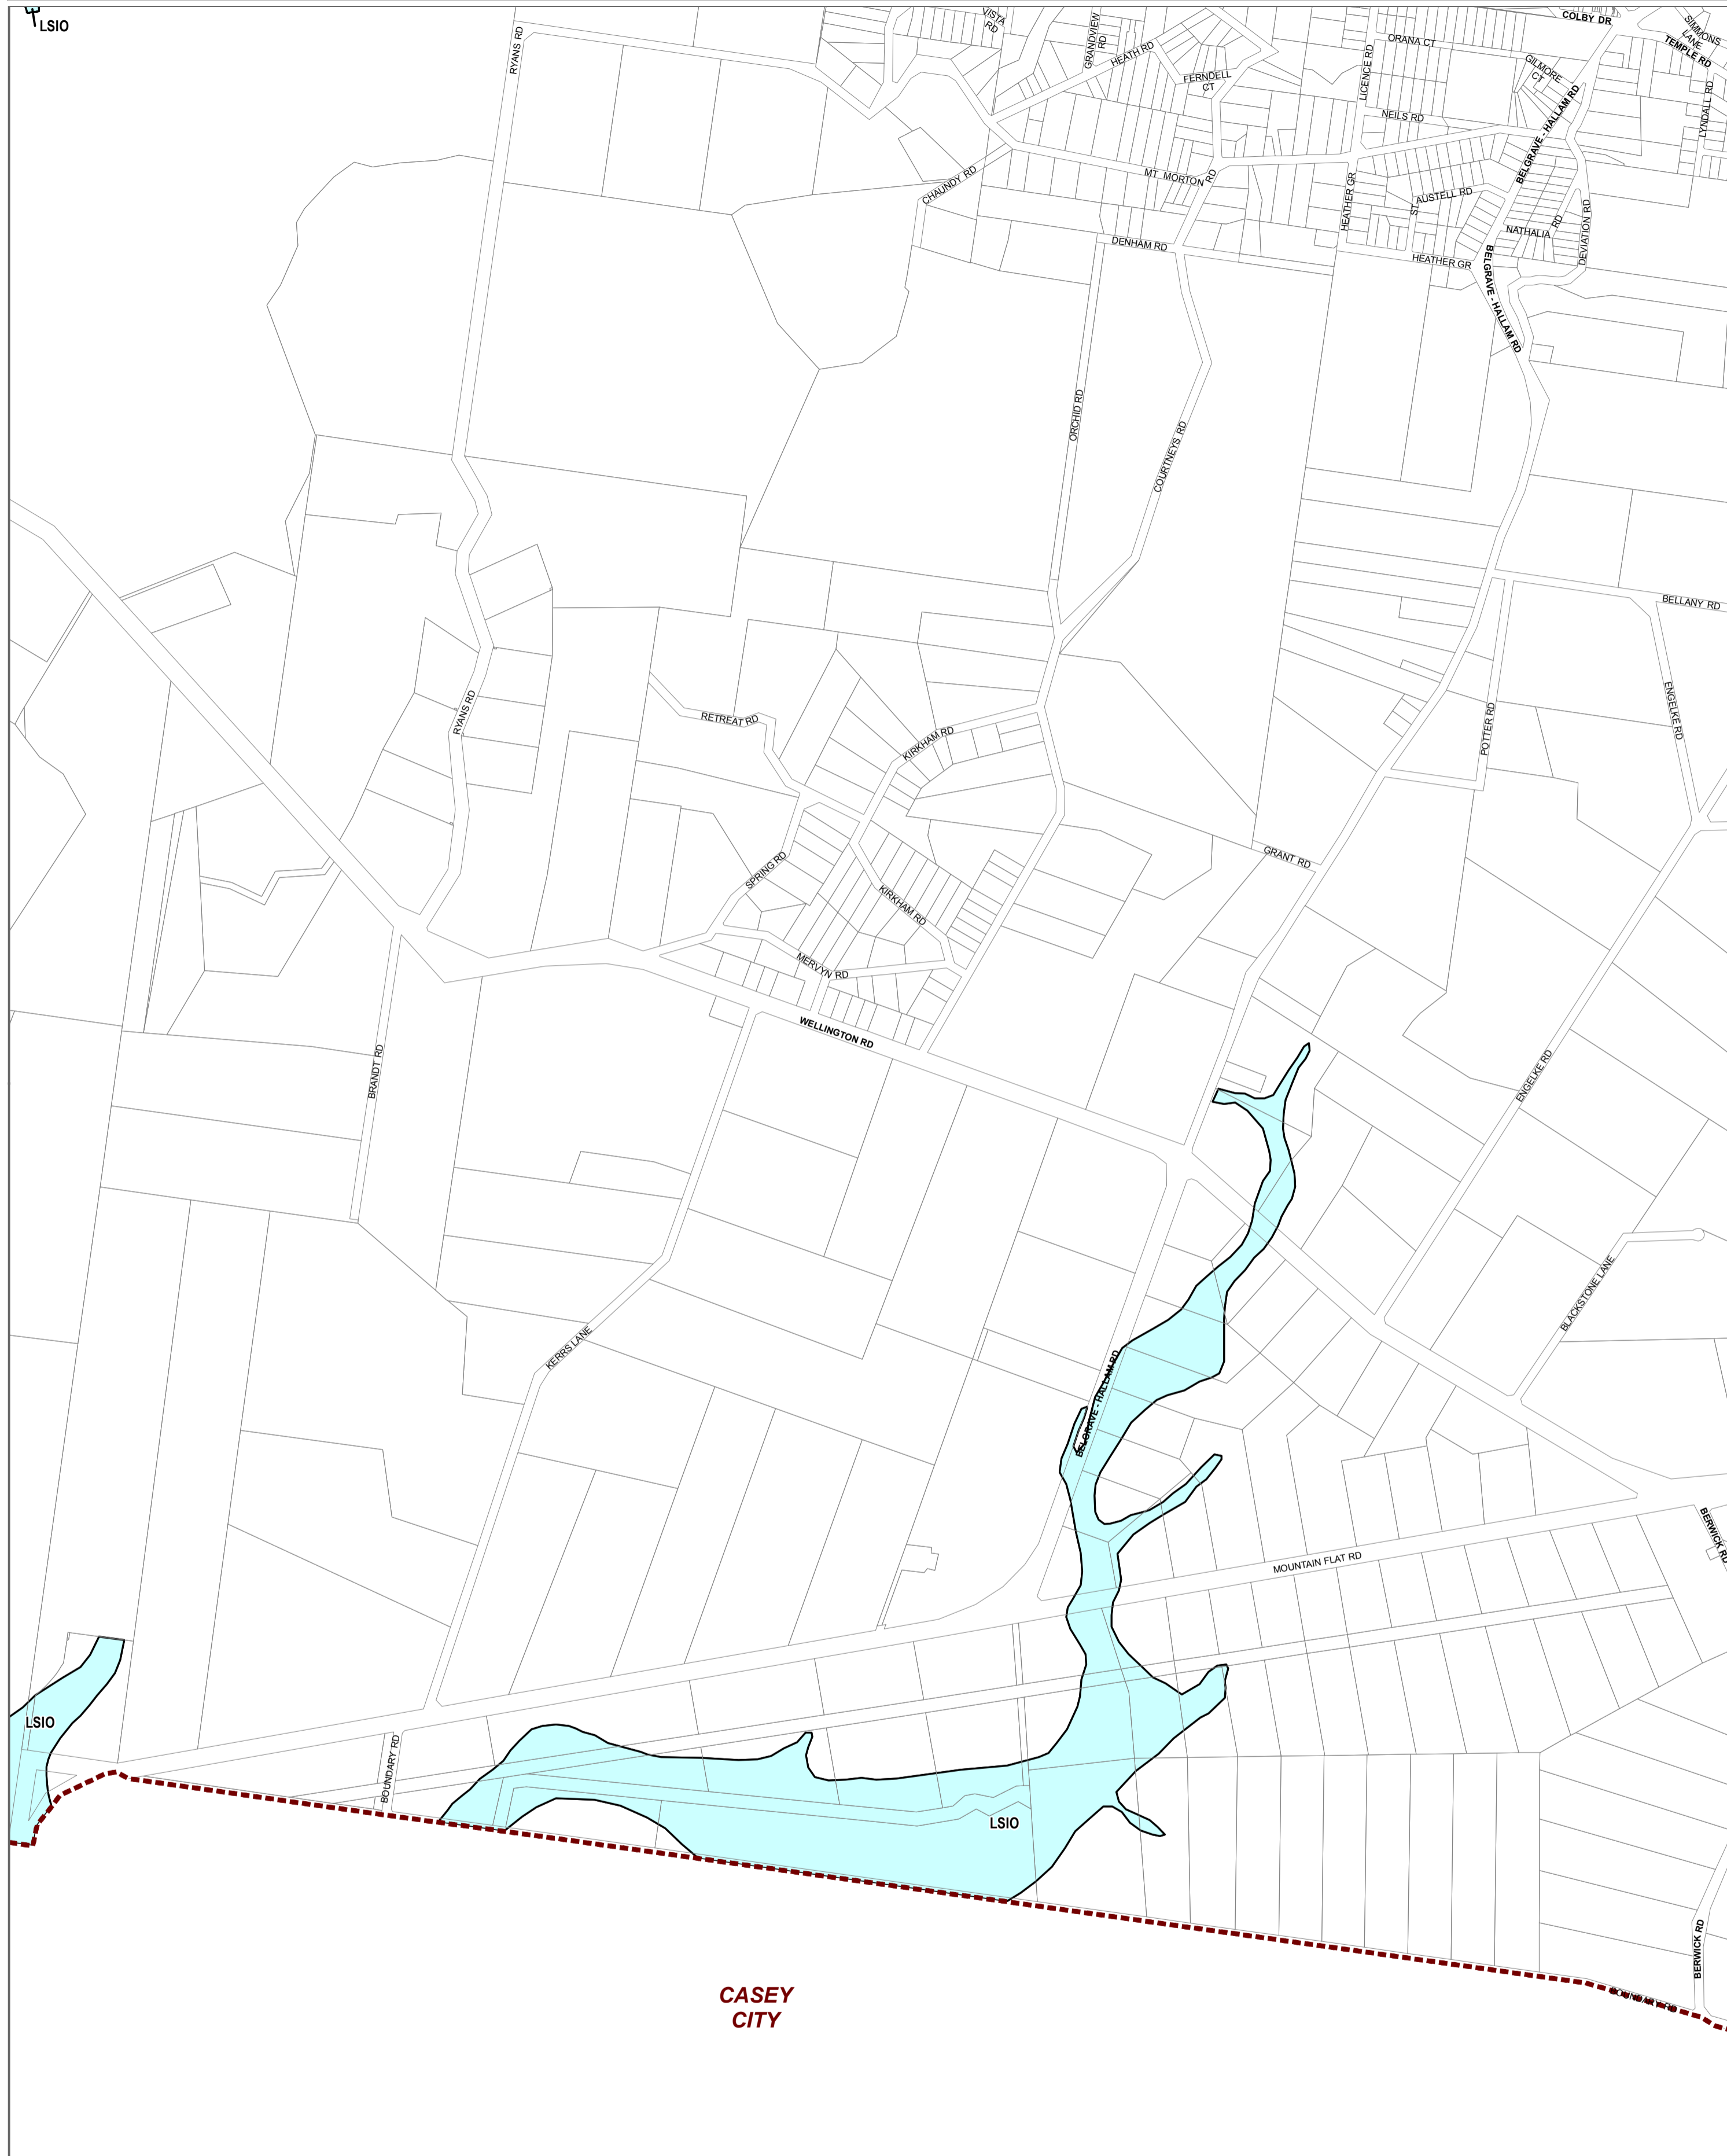 LSIO
RYANS RD
VISTA
RD
GRANDVIEW
RD
HEATH RD
FERNDELL
CT
LICENCE RD
ORANA CT
COLBY DR
SIMMONS
LANE
TEMPLE RD
GILMORE
CT
LYNDALL RD
NEILS RD
BELGRAVE - HALLAM RD
CHAUNDY RD
MT. MORTON
RD
HEATHER GR
AUSTELL RD
ST
NATHALIA
RD
DEVIATION RD
DENHAM RD
HEATHER GR
BELGRAVE - HALLAM RD
ORCHID RD
COURTNEYS RD
BELLANY RD
ENGELKE RD
POTTER RD
RYANS RD
RETREAT RD
KIRKHAM RD
GRANT RD
SPRING RD
KIRKHAM RD
MERVYN RD
WELLINGTON RD
BRANDT RD
ENGELKE RD
BLACKSTONE LANE
KERRS LANE
BELGRAVE - HALLAM RD
MOUNTAIN FLAT RD
BERWICK RD
LSIO
BOUNDARY RD
LSIO
BERWICK RD
BOUNDARY RD
CASEY
CITY